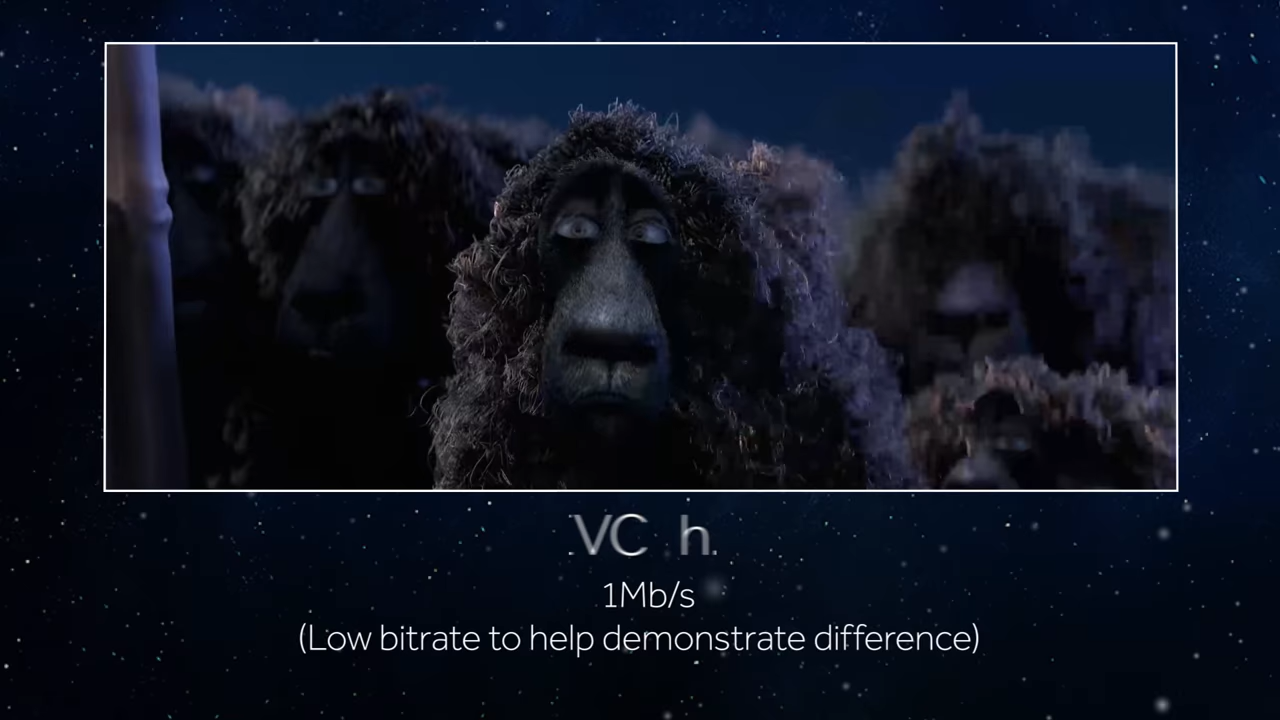 VC h.
1Mb/s
(Low bitrate to help demonstrate difference)